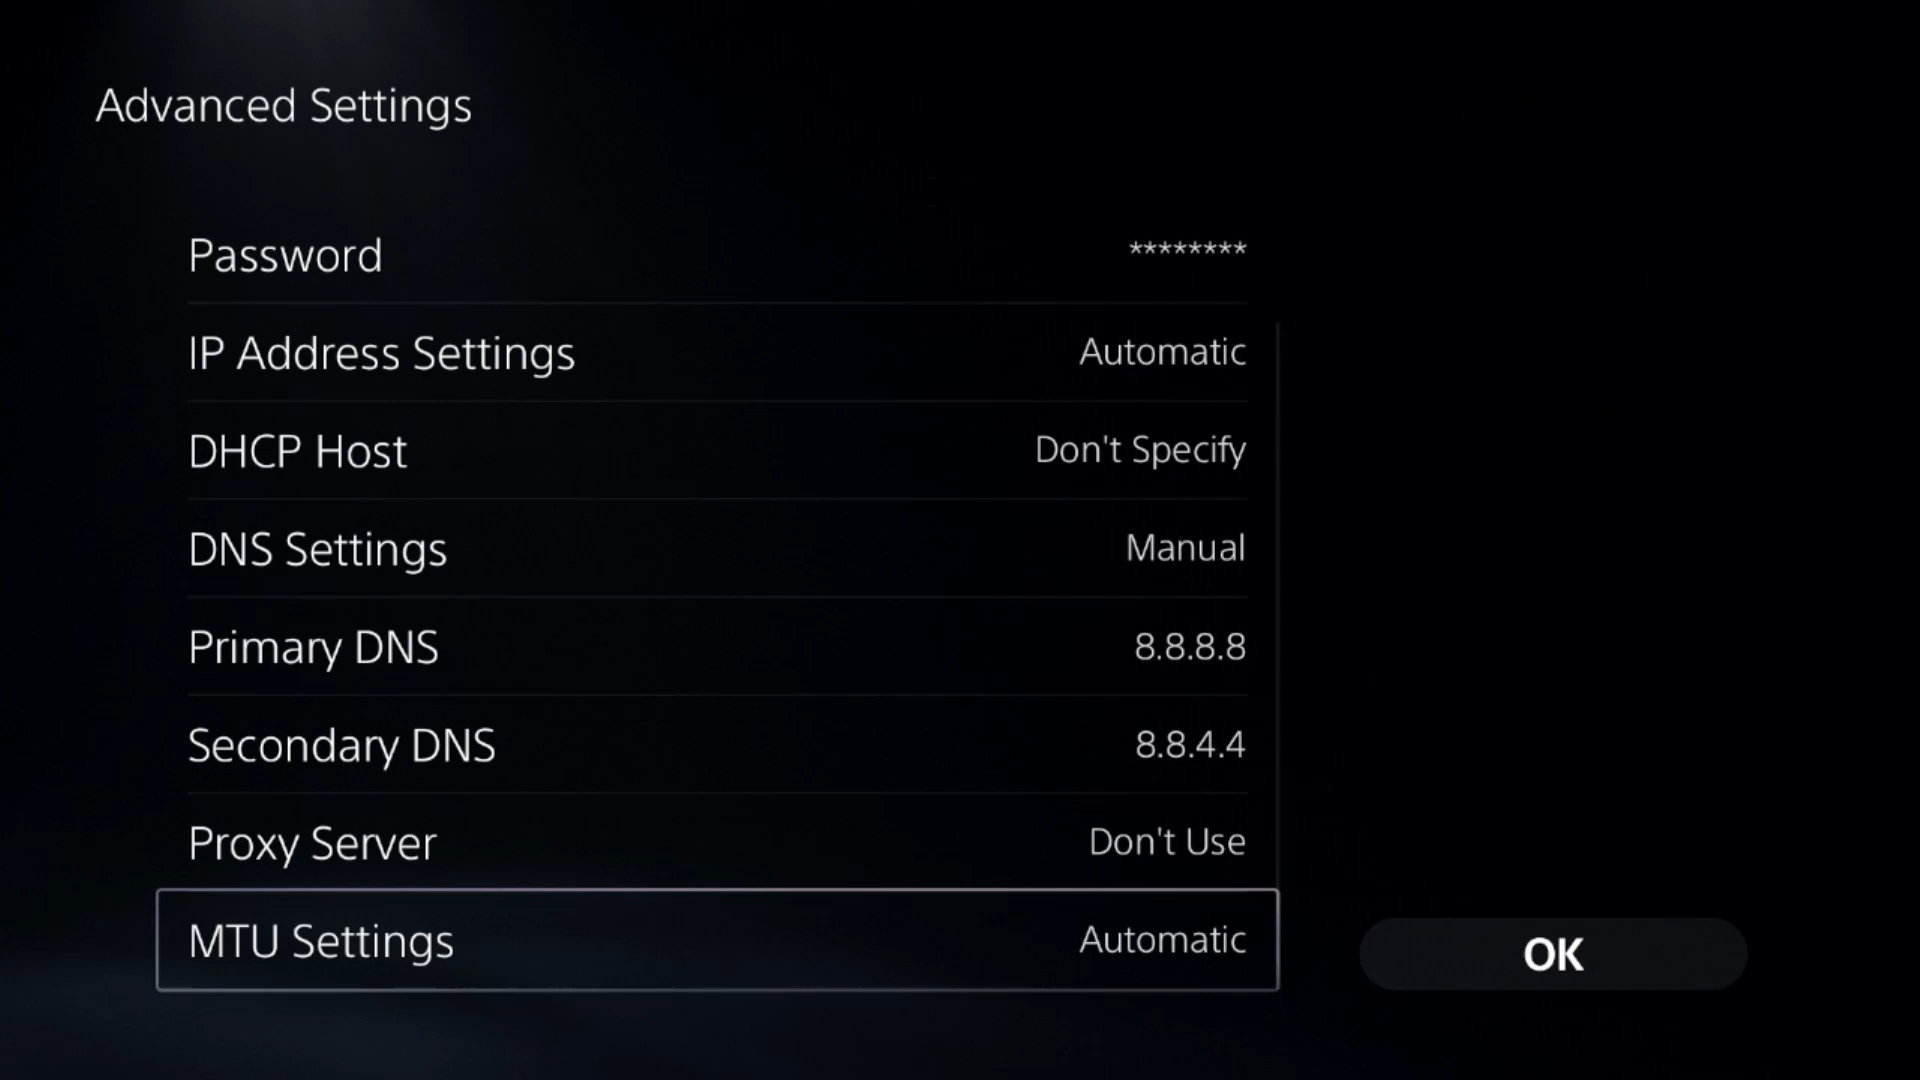 Advanced Settings
Password ********
IP Address Settings Automatic
DHCP Host Don't Specify
DNS Settings Manual
Primary DNS 8.8.8.8
Secondary DNS 8.8.4.4
Proxy Server Don't Use
MTU Settings Automatic
OK